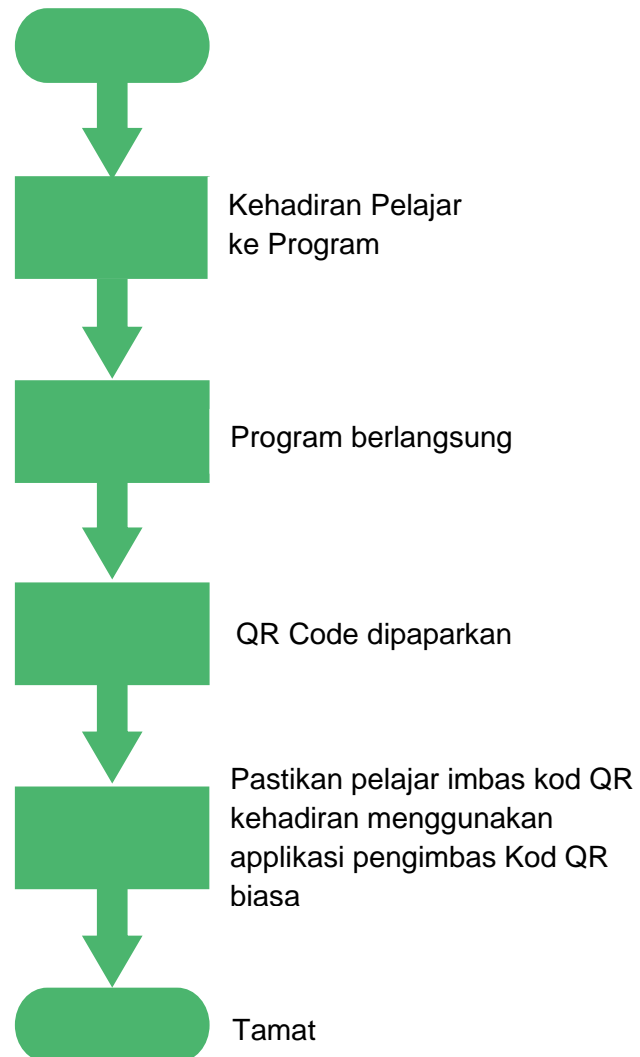 Kehadiran Pelajar
ke Program
Program berlangsung
QR Code dipaparkan
Pastikan pelajar imbas kod QR
kehadiran menggunakan
applikasi pengimbas Kod QR
biasa
Tamat